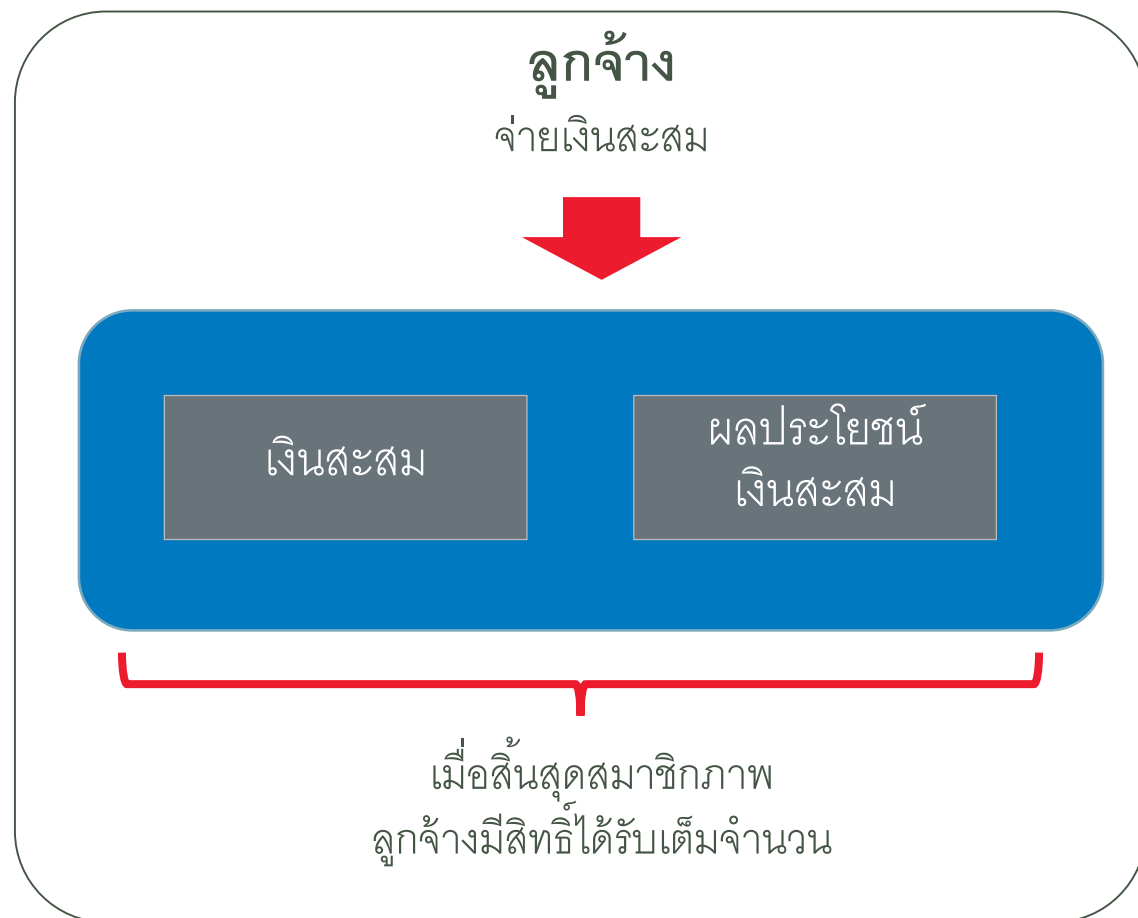 ลูกจ้าง
จ่ายเงินสะสม
เงินสะสม
ผลประโยชน์
เงินสะสม
เมื่อสิ้นสุดสมาชิกภาพ
ลูกจ้างมีสิทธิ์ได้รับเต็มจำนวน